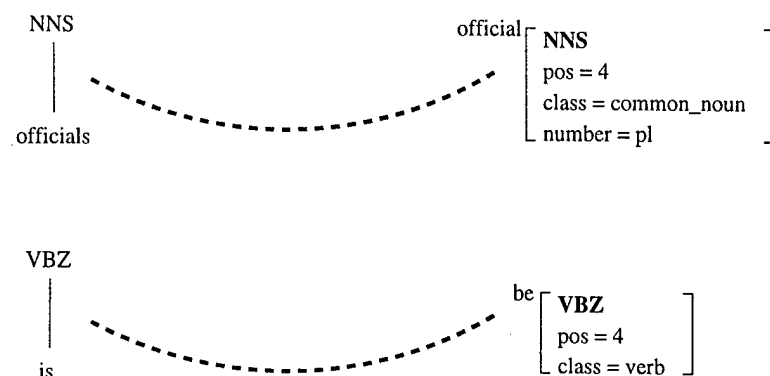 NNS
official NNS
pos = 4
class = common_noun
officials
number = pl
VBZ
be VBZ
pos = 4
is
class = verb